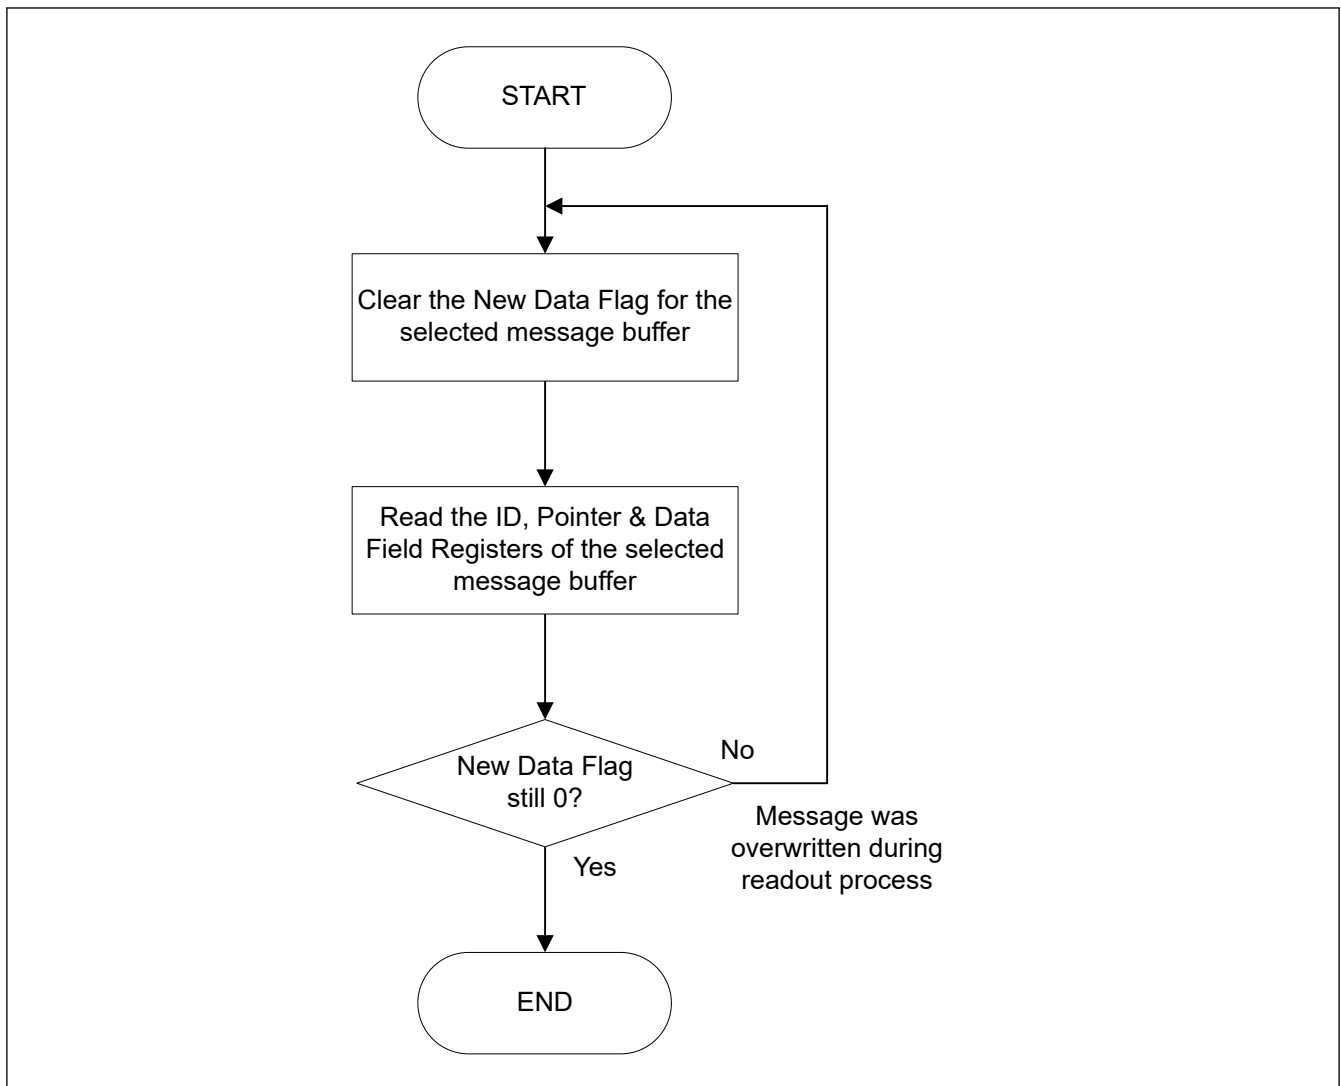 START
Clear the New Data Flag for the
selected message buffer
Read the ID, Pointer & Data
Field Registers of the selected
message buffer
New Data Flag
still 0?
No
Message was
overwritten during
readout process
Yes
END